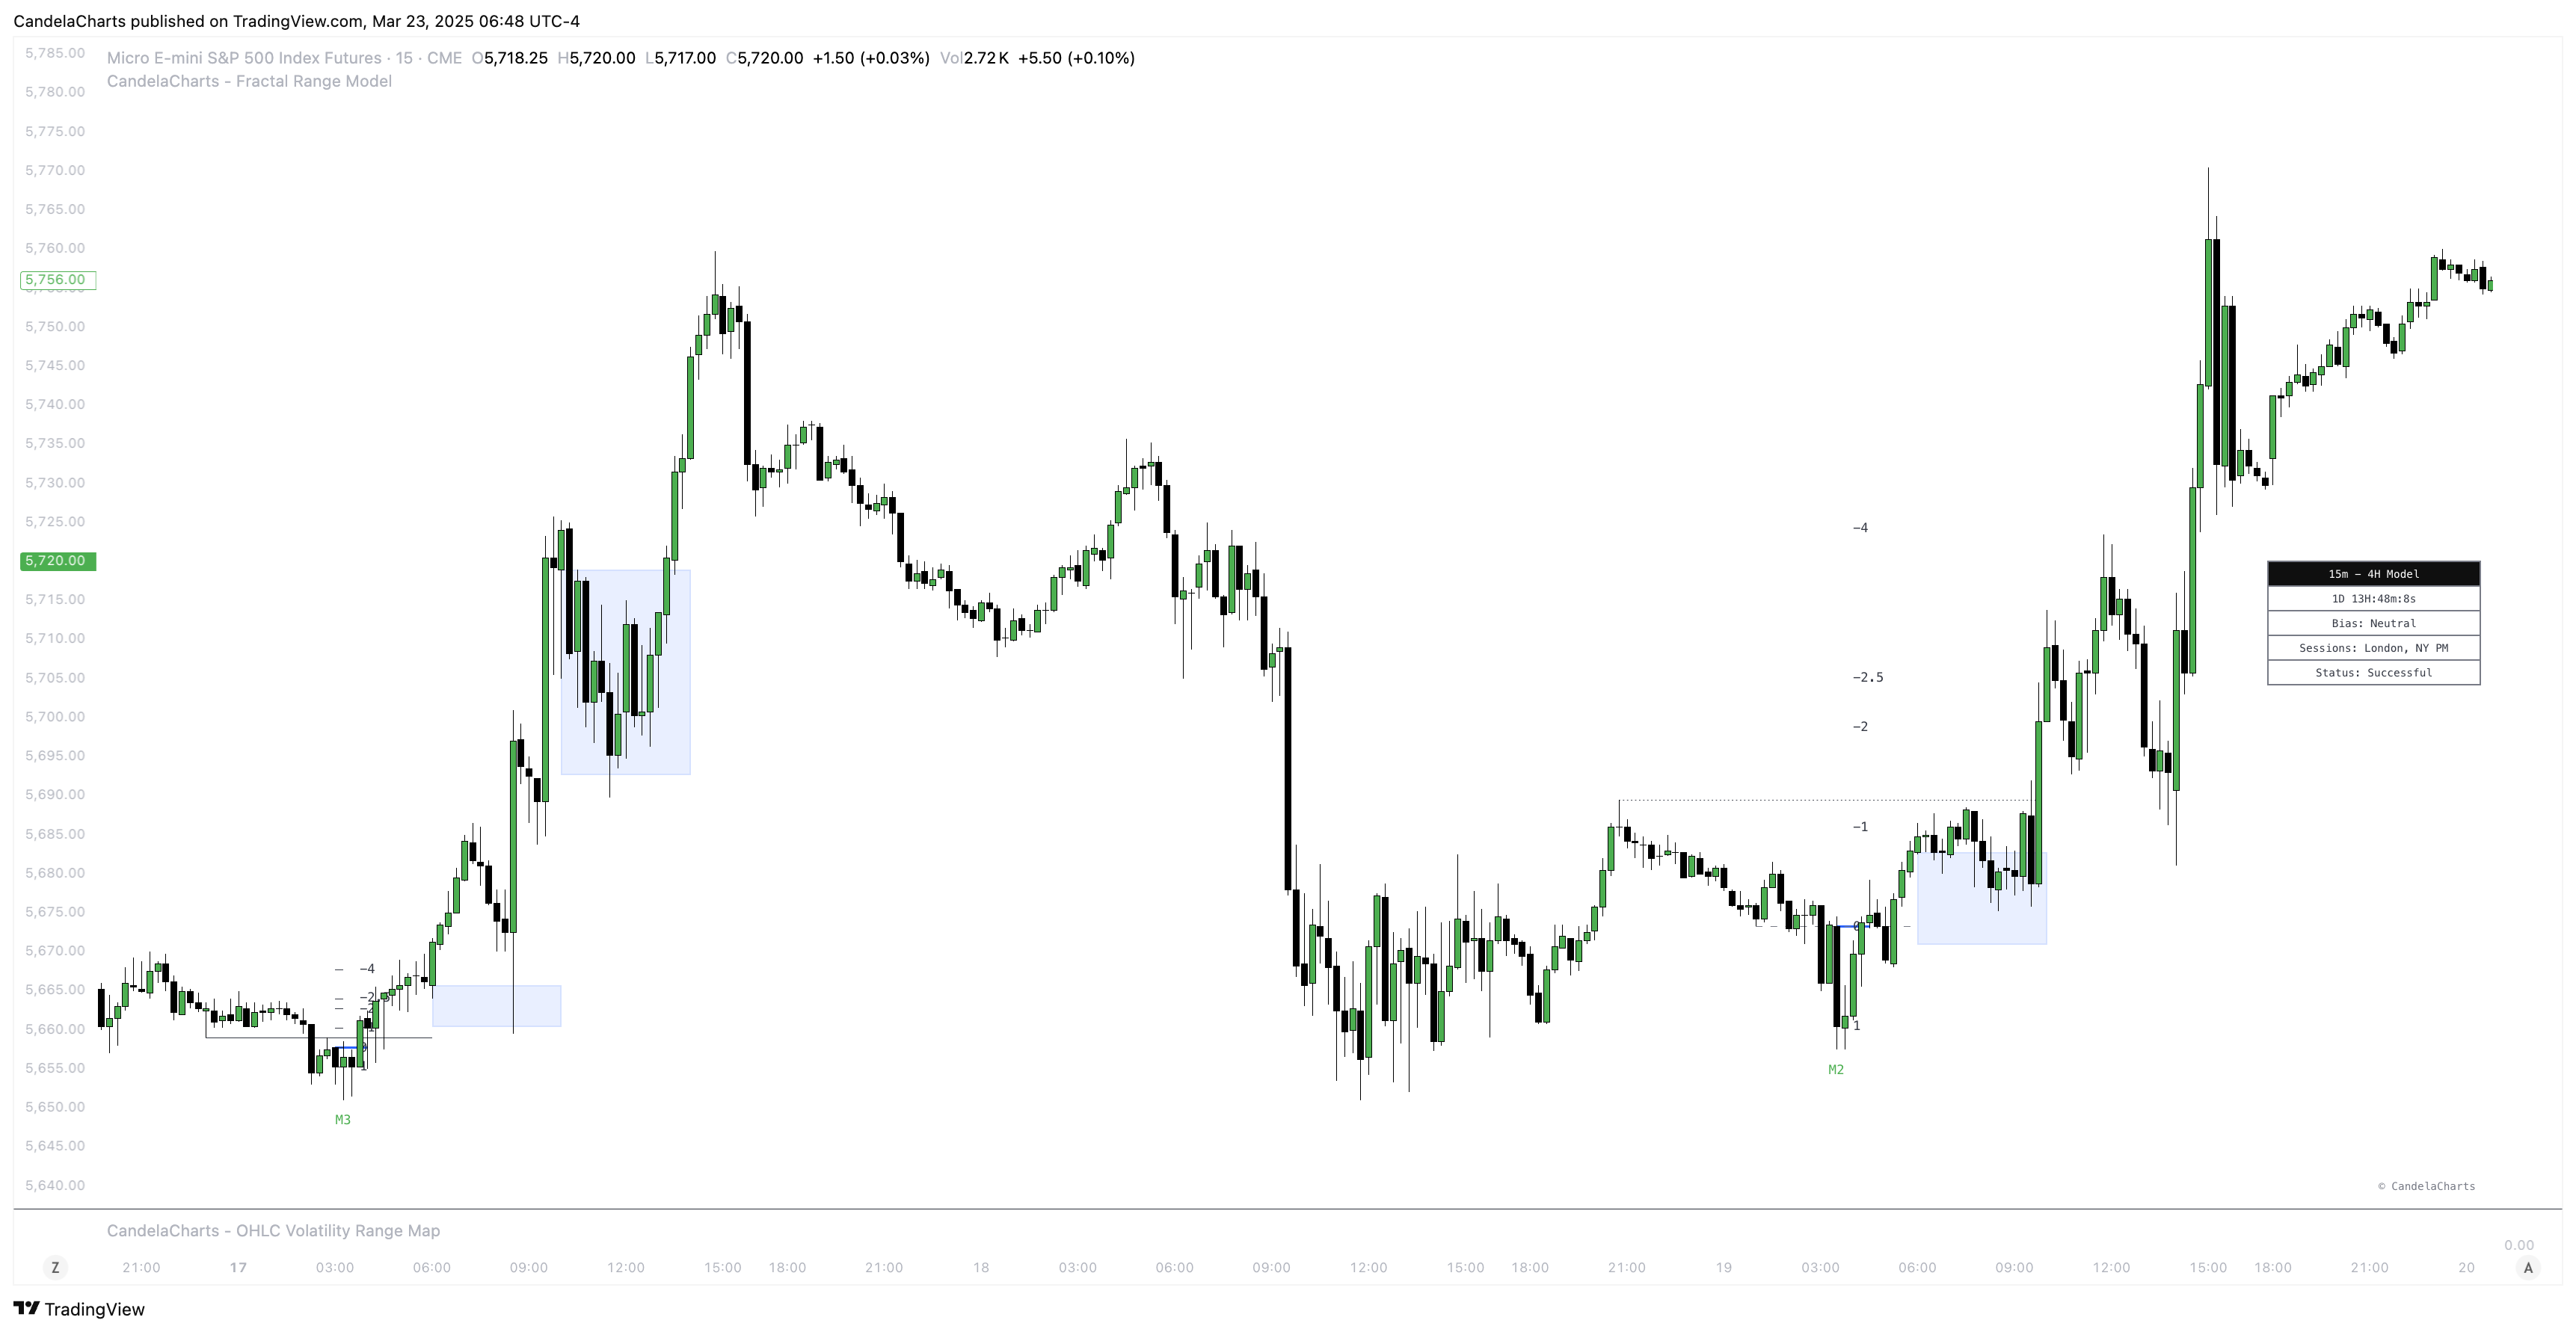 CandelaCharts published on TradingView.com, Mar 23, 2025 06:48 UTC-4
Micro E-mini S&P 500 Index Futures · 15 · CME O5,718.25 H5,720.00 L5,717.00 C5,720.00 +1.50 (+0.03%) Vol2.72 K +5.50 (+0.10%)
CandelaCharts - Fractal Range Model
5,785.00
5,780.00
5,775.00
5,770.00
5,765.00
5,760.00
5,756.00
5,750.00
5,745.00
5,740.00
5,735.00
5,730.00
5,725.00
5,720.00
5,715.00
5,710.00
5,705.00
5,700.00
5,695.00
5,690.00
5,685.00
5,680.00
5,675.00
5,670.00
5,665.00
5,660.00
5,655.00
5,650.00
5,645.00
5,640.00
−4
M3
−4
−2.5
−2
−1
0
1
M2
15m − 4H Model
1D 13H:48m:8s
Bias: Neutral
Sessions: London, NY PM
Status: Successful
© CandelaCharts
CandelaCharts - OHLC Volatility Range Map
0.00
Z 21:00 17 03:00 06:00 09:00 12:00 15:00 18:00 21:00 18 03:00 06:00 09:00 12:00 15:00 18:00 21:00 19 03:00 06:00 09:00 12:00 15:00 18:00 21:00 20 A
TradingView